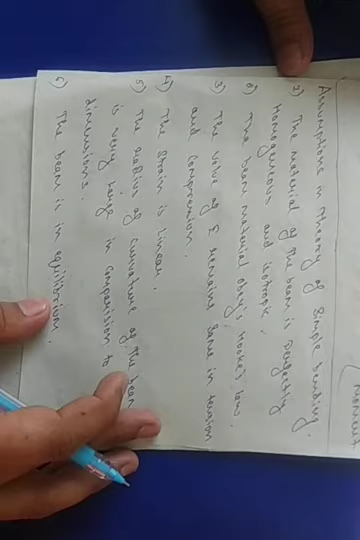 (Moment
Assumptions in Theory of Simple bending.
1) The material of the beam is perfectly
homogeneous and isotropic.
2) The beam material obeys Hooke's law.
3) The value of E remains same in tension
and compression.
4) The strain is linear.
5) The radius of curvature of the beam
is very large in comparision to
dimensions.
6) The beam is in equilibrium.